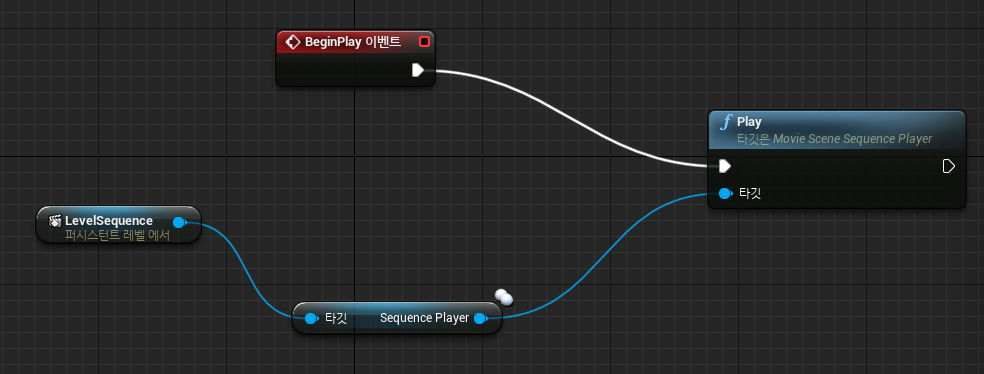 BeginPlay 이벤트
f Play
타깃은 Movie Scene Sequence Player
타깃
LevelSequence
퍼시스턴트 레벨 에서
타깃 Sequence Player